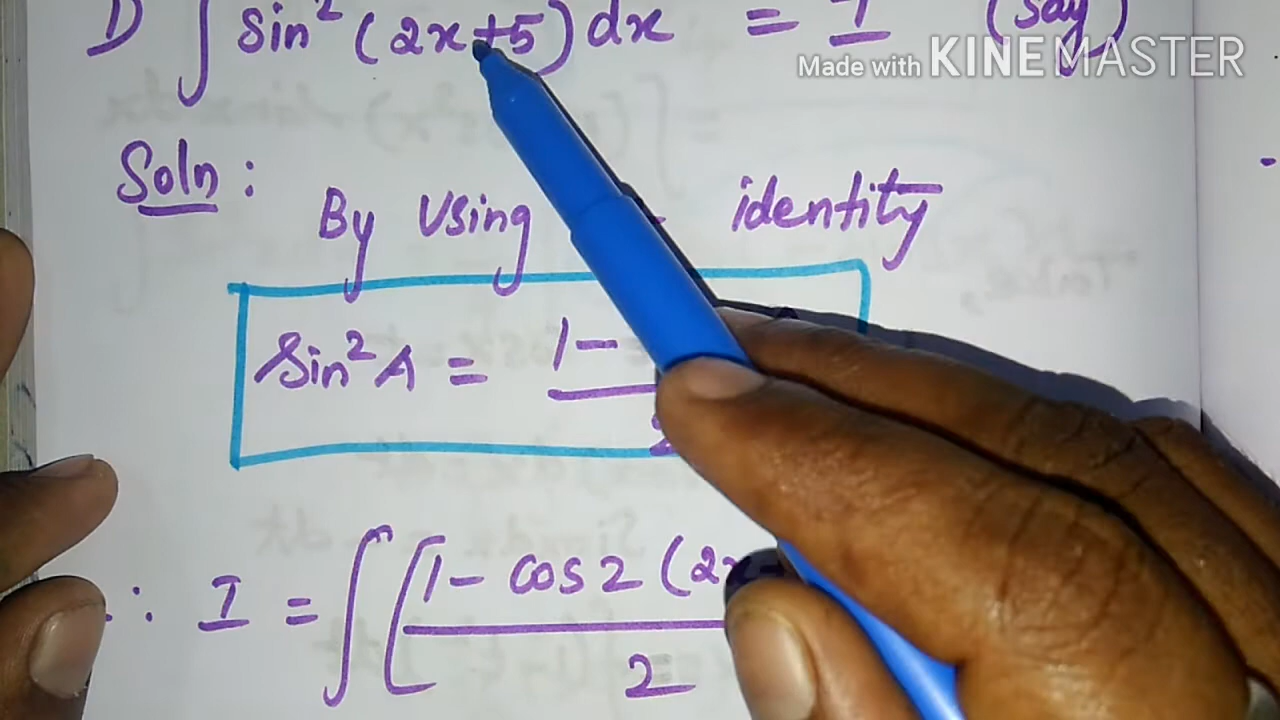 1) ∫ sin² (2x+5) dx = I (say)
Made with KINEMASTER
Soln :
By Using identity
Sin² A = 1 -
∴ I = ∫ [ 1 - cos 2 (2x
2